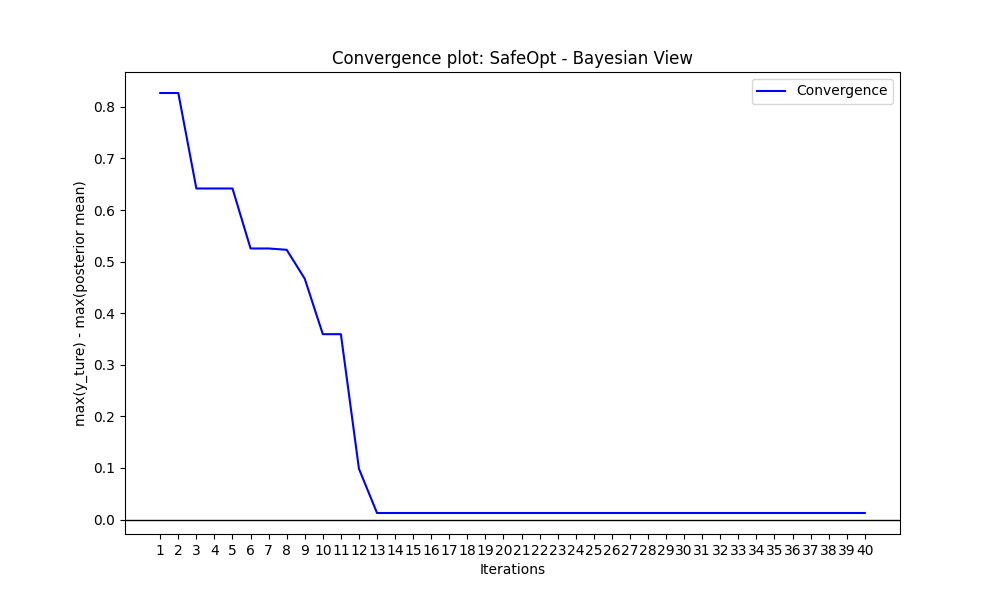 Convergence plot: SafeOpt - Bayesian View
Convergence
max(y_ture) - max(posterior mean)
0.8
0.7
0.6
0.5
0.4
0.3
0.2
0.1
0.0
1 2 3 4 5 6 7 8 9 10 11 12 13 14 15 16 17 18 19 20 21 22 23 24 25 26 27 28 29 30 31 32 33 34 35 36 37 38 39 40
Iterations